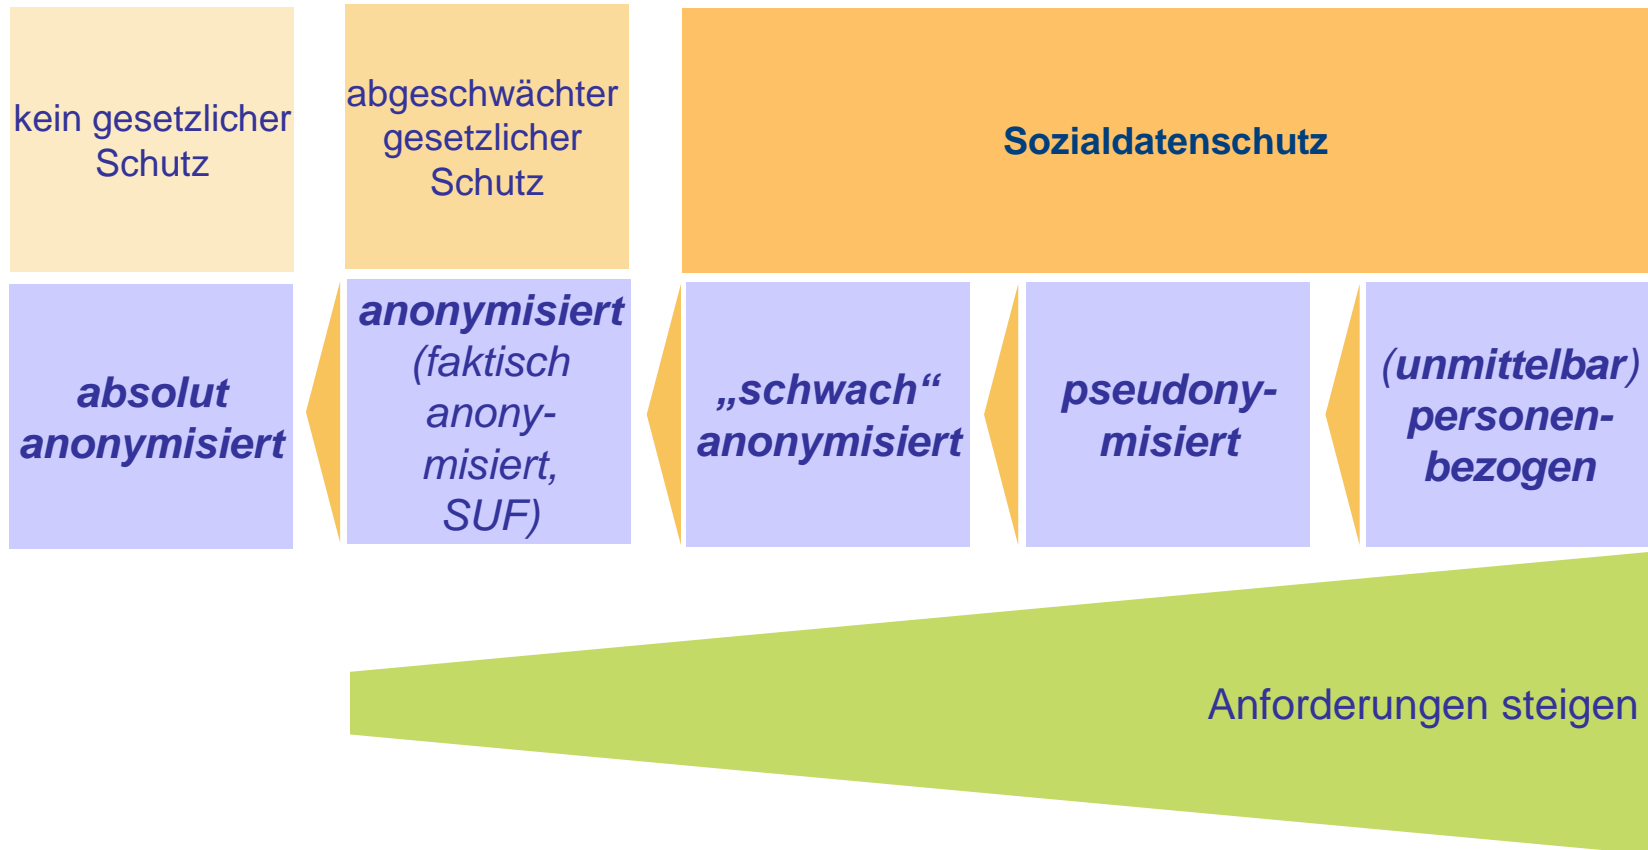 kein gesetzlicher
Schutz
abgeschwächter
gesetzlicher
Schutz
Sozialdatenschutz
absolut
anonymisiert
anonymisiert
(faktisch
anony-
misiert,
SUF)
„schwach“
anonymisiert
pseudony-
misiert
(unmittelbar)
personen-
bezogen
Anforderungen steigen